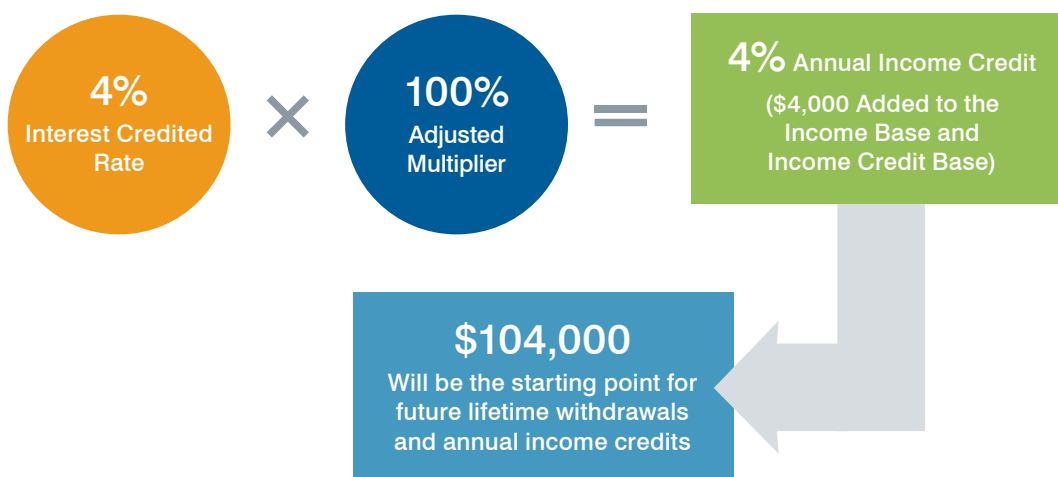 4%
Interest Credited
Rate
×
100%
Adjusted
Multiplier
=
4% Annual Income Credit
($4,000 Added to the
Income Base and
Income Credit Base)
$104,000
Will be the starting point for
future lifetime withdrawals
and annual income credits